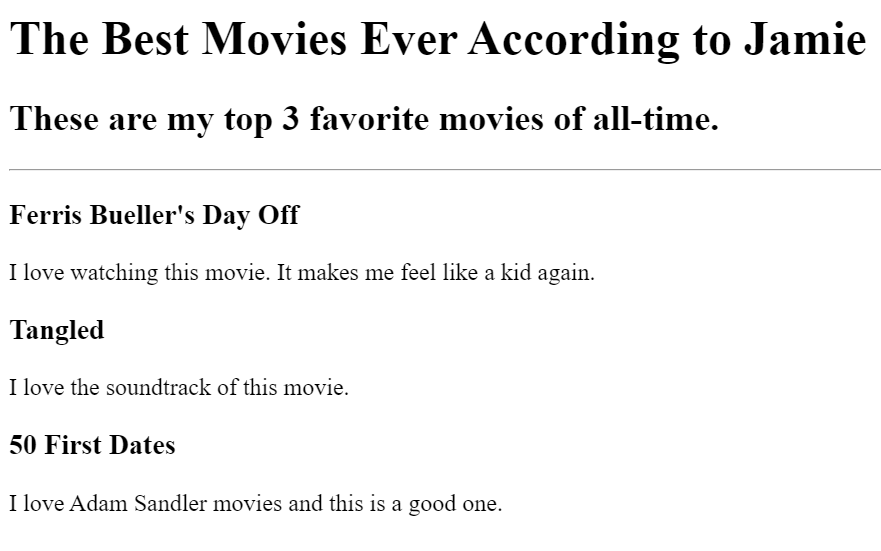 The Best Movies Ever According to Jamie
These are my top 3 favorite movies of all-time.
Ferris Bueller's Day Off
I love watching this movie. It makes me feel like a kid again.
Tangled
I love the soundtrack of this movie.
50 First Dates
I love Adam Sandler movies and this is a good one.